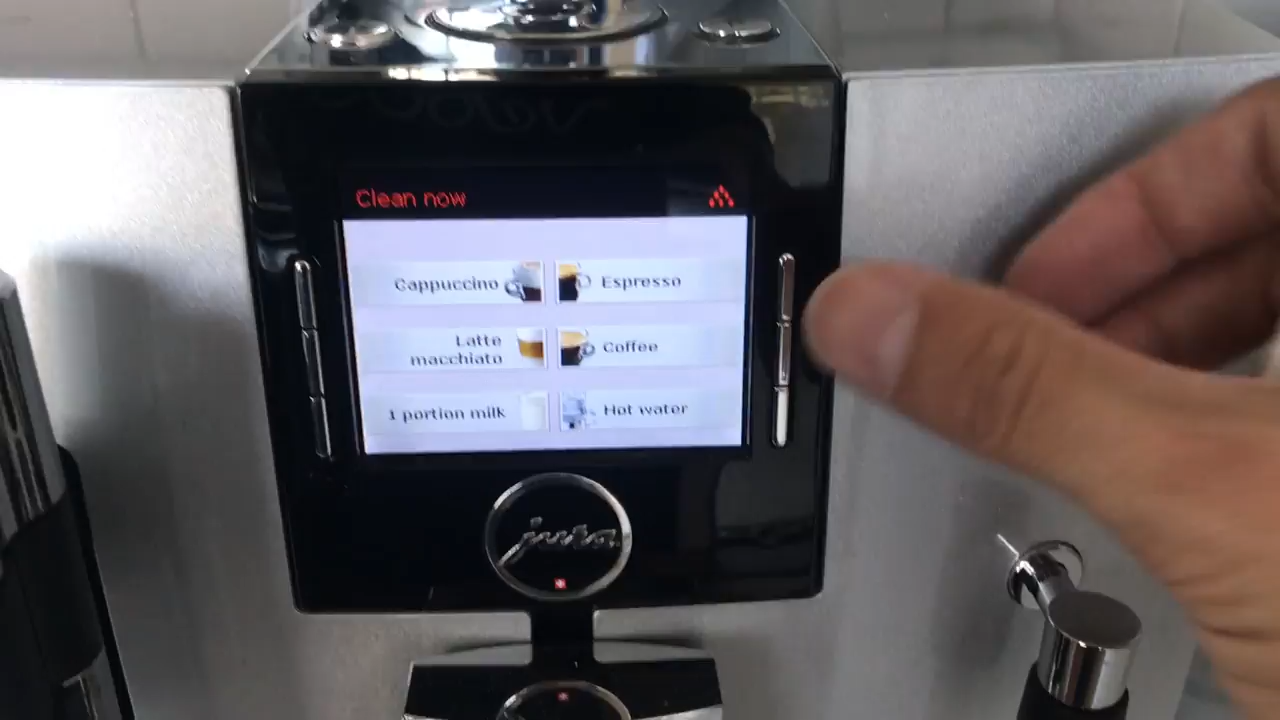 Clean now
Cappuccino
Espresso
Latte
macchiato
Coffee
1 portion milk
Hot water
jura